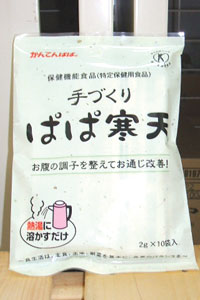 かんてんぱぱ
保健機能食品(特定保健用食品)
手づくり
ぱぱ寒天
お腹の調子を整えてお通じ改善!
熱湯に
溶かすだけ
2g×10袋入